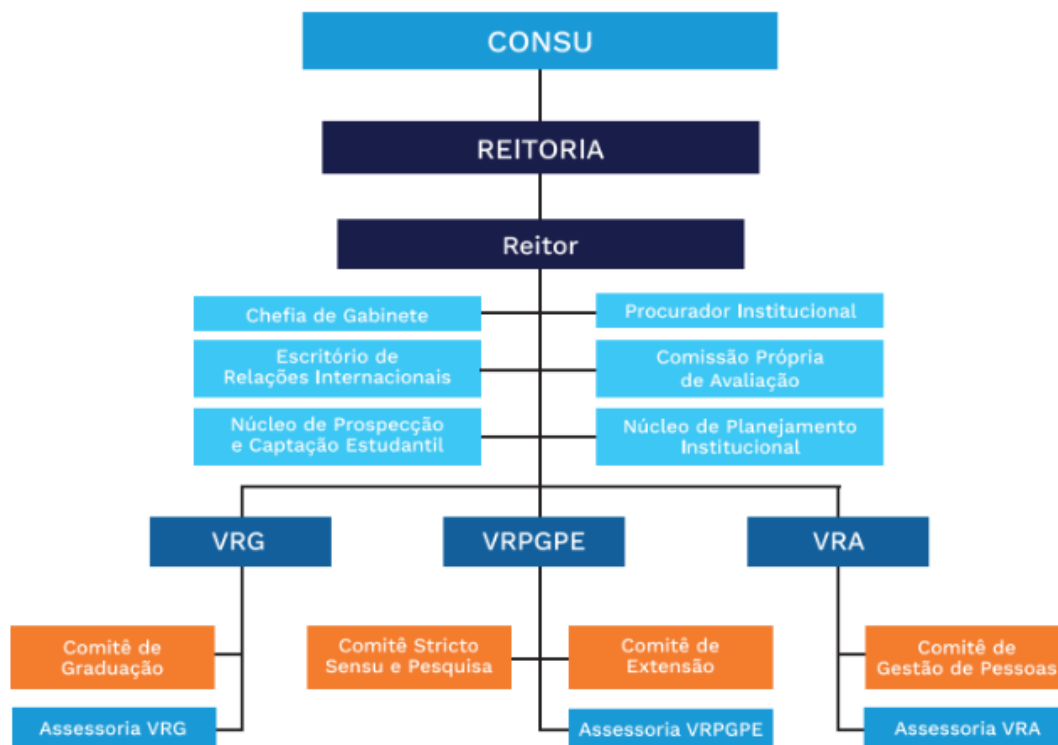 CONSU
REITORIA
Reitor
Chefia de Gabinete
Procurador Institucional
Escritório de
Relações Internacionais
Comissão Própria
de Avaliação
Núcleo de Prospecção
e Captação Estudantil
Núcleo de Planejamento
Institucional
VRG
VRPGPE
VRA
Comitê de
Graduação
Comitê Stricto
Sensu e Pesquisa
Comitê de
Extensão
Comitê de
Gestão de Pessoas
Assessoria VRG
Assessoria VRPGPE
Assessoria VRA